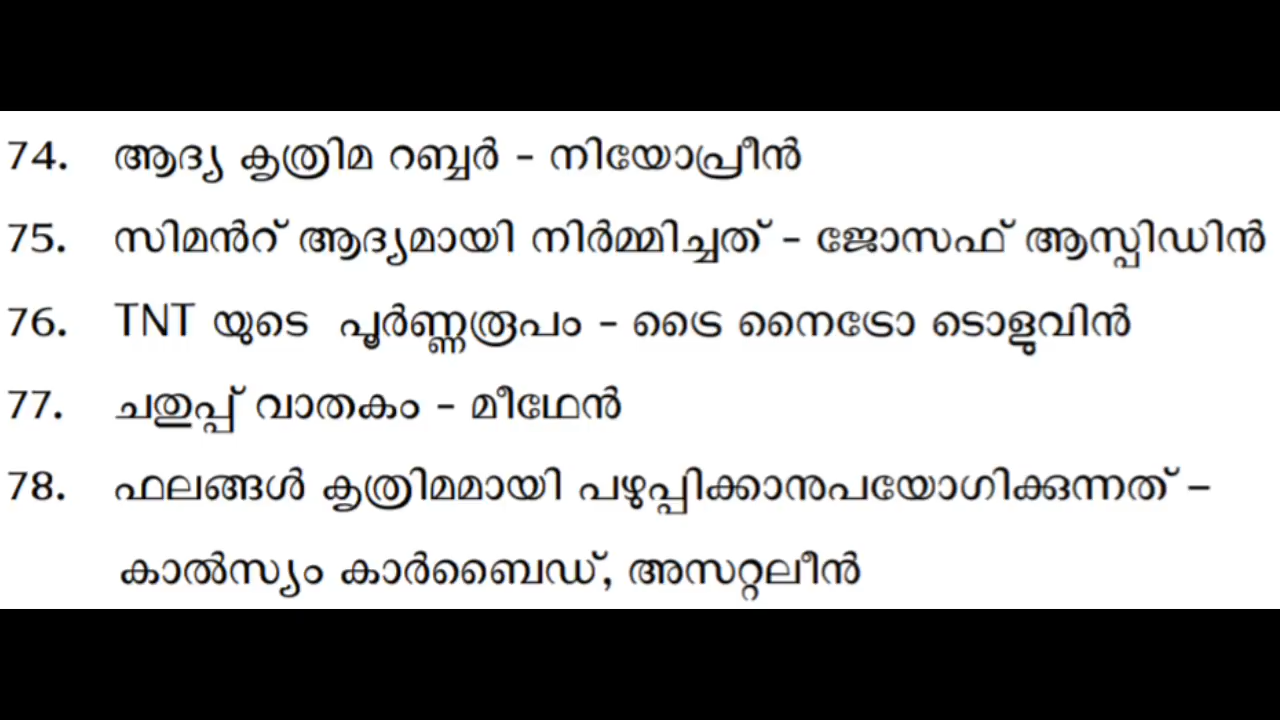 74. ആദ്യ കൃത്രിമ റബ്ബർ - നിയോപ്രീൻ
75. സിമൻറ് ആദ്യമായി നിർമ്മിച്ചത് - ജോസഫ് ആസ്പിഡിൻ
76. TNT യുടെ പൂർണ്ണരൂപം - ട്രൈ നൈട്രോ ടൊളുവിൻ
77. ചതുപ്പ് വാതകം - മീഥേൻ
78. ഫലങ്ങൾ കൃത്രിമമായി പഴുപ്പിക്കാനുപയോഗിക്കുന്നത് -
കാൽസ്യം കാർബൈഡ്, അസറ്റലീൻ